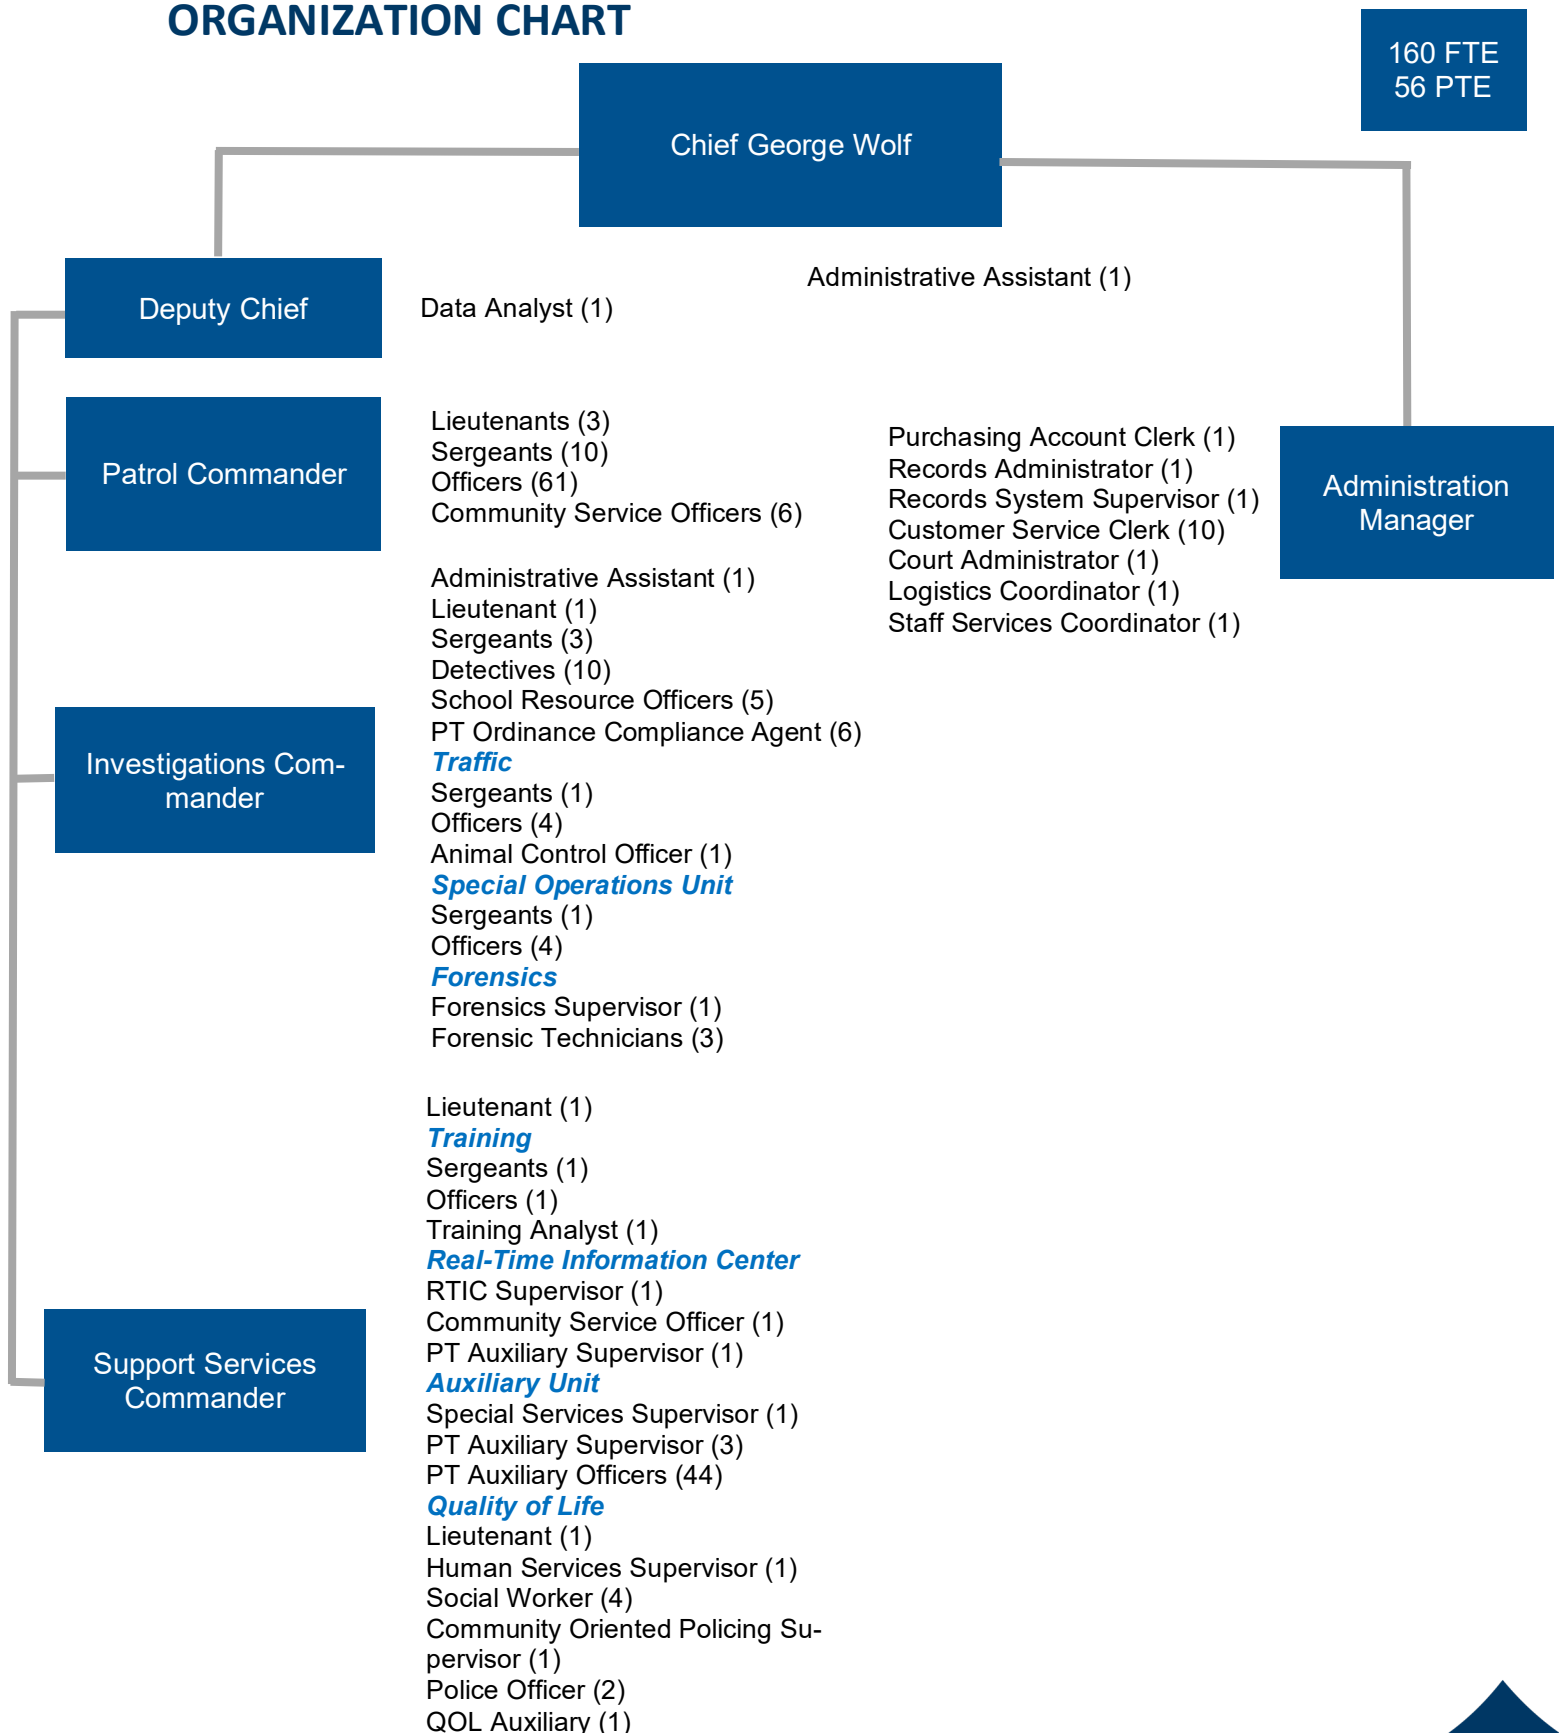 ORGANIZATION CHART
160 FTE
56 PTE
Chief George Wolf
Administrative Assistant (1)
Deputy Chief
Data Analyst (1)
Patrol Commander
Lieutenants (3)
Sergeants (10)
Officers (61)
Community Service Officers (6)
Purchasing Account Clerk (1)
Records Administrator (1)
Records System Supervisor (1)
Customer Service Clerk (10)
Court Administrator (1)
Logistics Coordinator (1)
Staff Services Coordinator (1)
Administration
Manager
Investigations Com-
mander
Administrative Assistant (1)
Lieutenant (1)
Sergeants (3)
Detectives (10)
School Resource Officers (5)
PT Ordinance Compliance Agent (6)
Traffic
Sergeants (1)
Officers (4)
Animal Control Officer (1)
Special Operations Unit
Sergeants (1)
Officers (4)
Forensics
Forensics Supervisor (1)
Forensic Technicians (3)
Support Services
Commander
Lieutenant (1)
Training
Sergeants (1)
Officers (1)
Training Analyst (1)
Real-Time Information Center
RTIC Supervisor (1)
Community Service Officer (1)
PT Auxiliary Supervisor (1)
Auxiliary Unit
Special Services Supervisor (1)
PT Auxiliary Supervisor (3)
PT Auxiliary Officers (44)
Quality of Life
Lieutenant (1)
Human Services Supervisor (1)
Social Worker (4)
Community Oriented Policing Su-
pervisor (1)
Police Officer (2)
QOL Auxiliary (1)